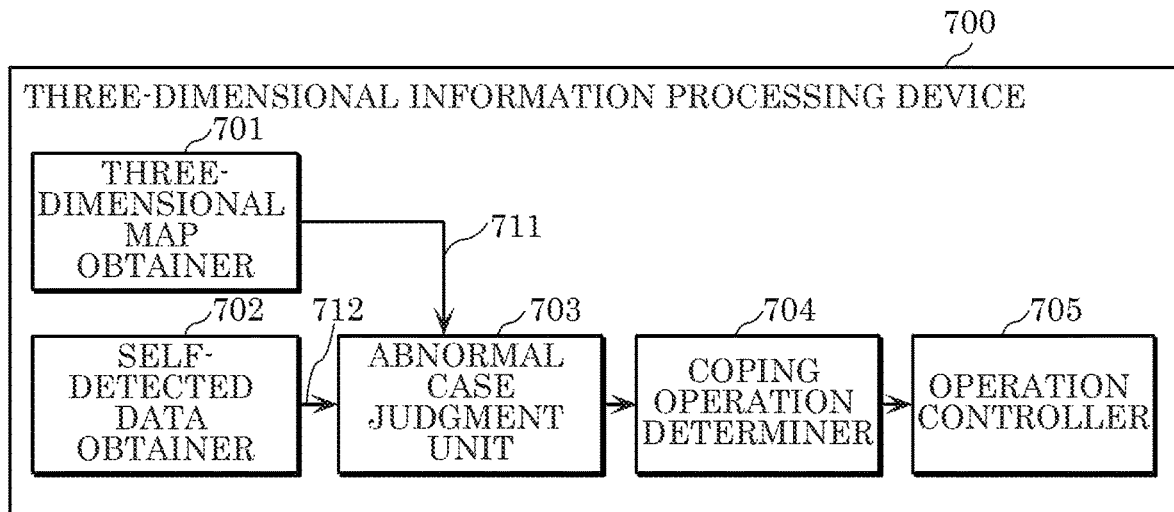 700
THREE-DIMENSIONAL INFORMATION PROCESSING DEVICE
701
THREE-
DIMENSIONAL
MAP
OBTAINER
711
702
SELF-
DETECTED
DATA
OBTAINER
712
703
ABNORMAL
CASE
JUDGMENT
UNIT
704
COPING
OPERATION
DETERMINER
705
OPERATION
CONTROLLER